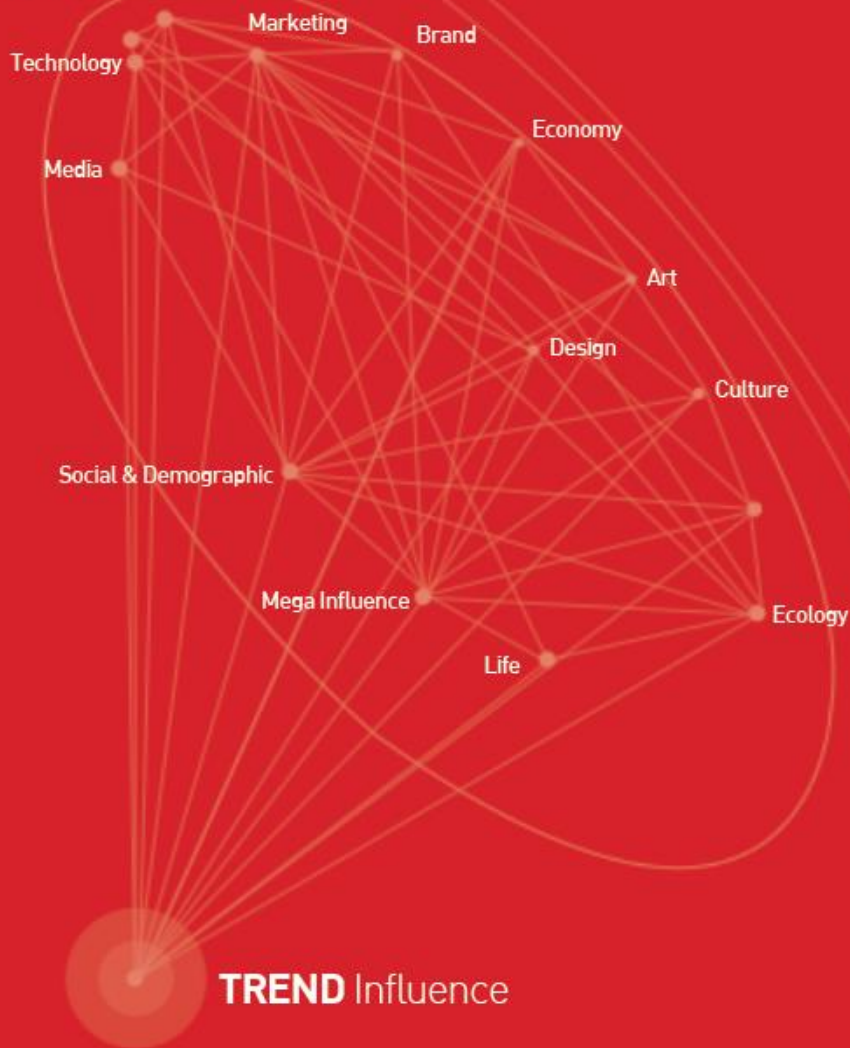 Marketing
Brand
Technology
Economy
Media
Art
Design
Culture
Social & Demographic
Mega Influence
Ecology
Life
TREND Influence